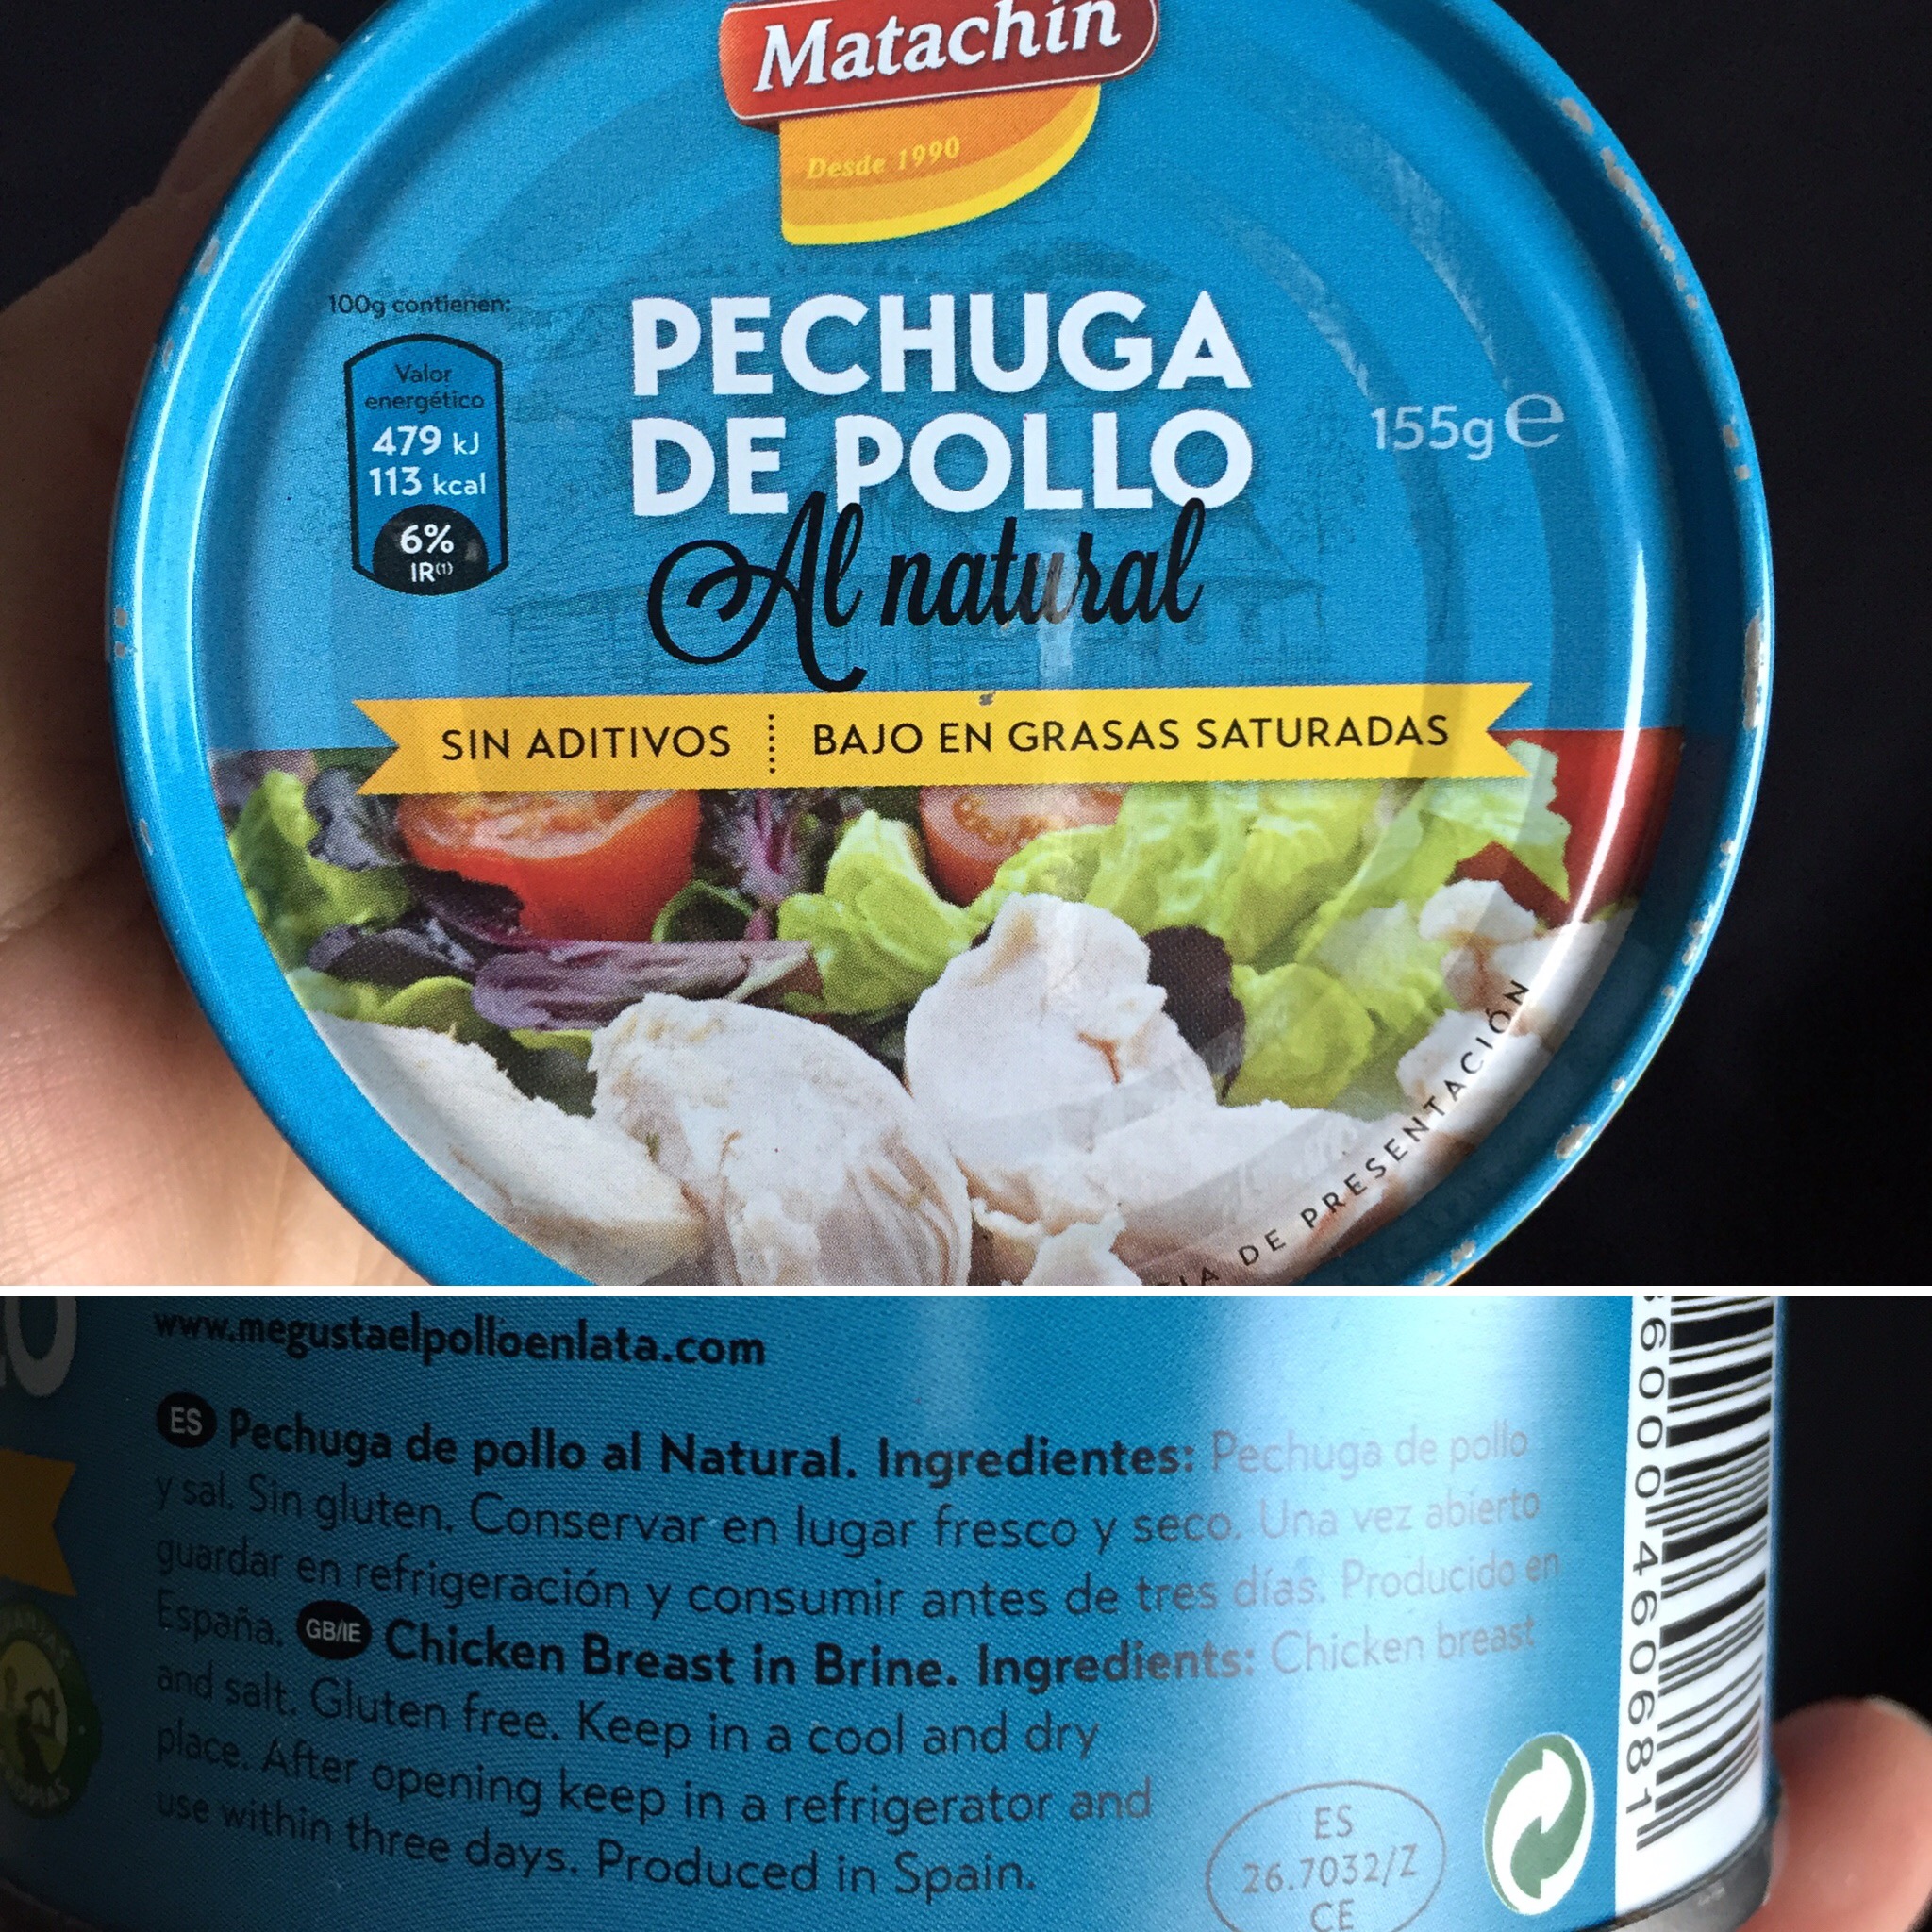 Matachín
Desde 1990
100g contienen:
Valor
energético
479 kJ
113 kcal
6%
IR(1)
PECHUGA
DE POLLO
Al natural
155g e
SIN ADITIVOS
BAJO EN GRASAS SATURADAS
DE PRESENTACIÓN
www.megustaelpolloenlata.com
ES Pechuga de pollo al Natural. Ingredientes: Pechuga de pollo
y sal. Sin gluten. Conservar en lugar fresco y seco. Una vez abierto
guardar en refrigeración y consumir antes de tres días. Producido en
España. GB/IE Chicken Breast in Brine. Ingredients: Chicken breast
and salt. Gluten free. Keep in a cool and dry
place. After opening keep in a refrigerator and
use within three days. Produced in Spain.
ES
26.7032/Z
CE
60001460681